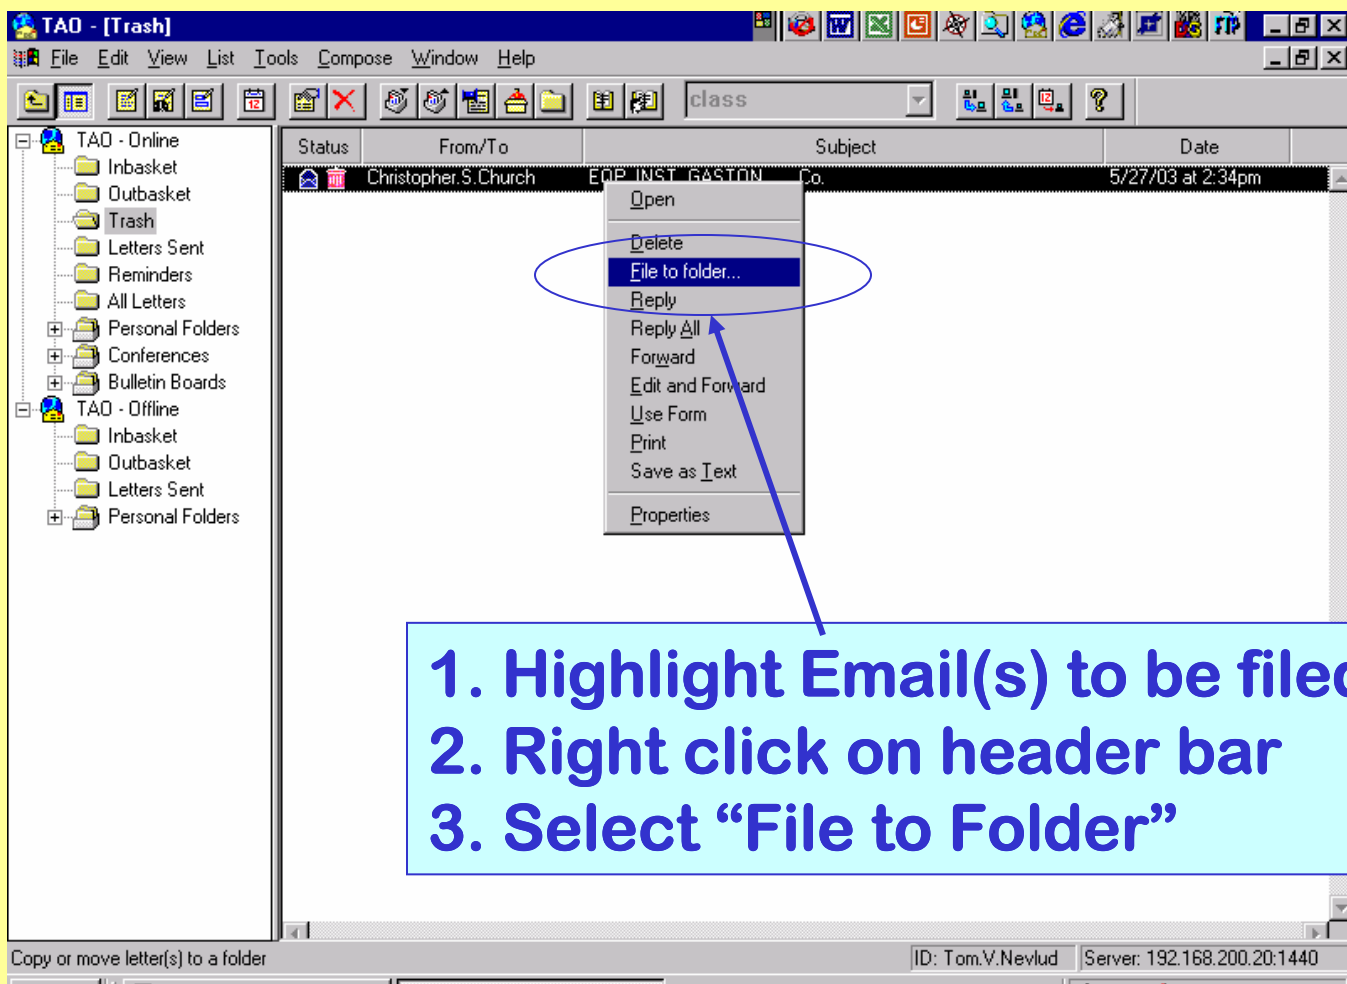 TAO - [Trash]
File Edit View List Tools Compose Window Help
class
TAO - Online
Inbasket
Outbasket
Trash
Letters Sent
Reminders
All Letters
Personal Folders
Conferences
Bulletin Boards
TAO - Offline
Inbasket
Outbasket
Letters Sent
Personal Folders
Status From/To Subject Date
Christopher.S.Church EOP INST GASTON Co. 5/27/03 at 2:34pm
Open
Delete
File to folder...
Reply
Reply All
Forward
Edit and Forward
Use Form
Print
Save as Text
Properties
1. Highlight Email(s) to be filed
2. Right click on header bar
3. Select “File to Folder”
Copy or move letter(s) to a folder ID: Tom.V.Nevlud Server: 192.168.200.20:1440